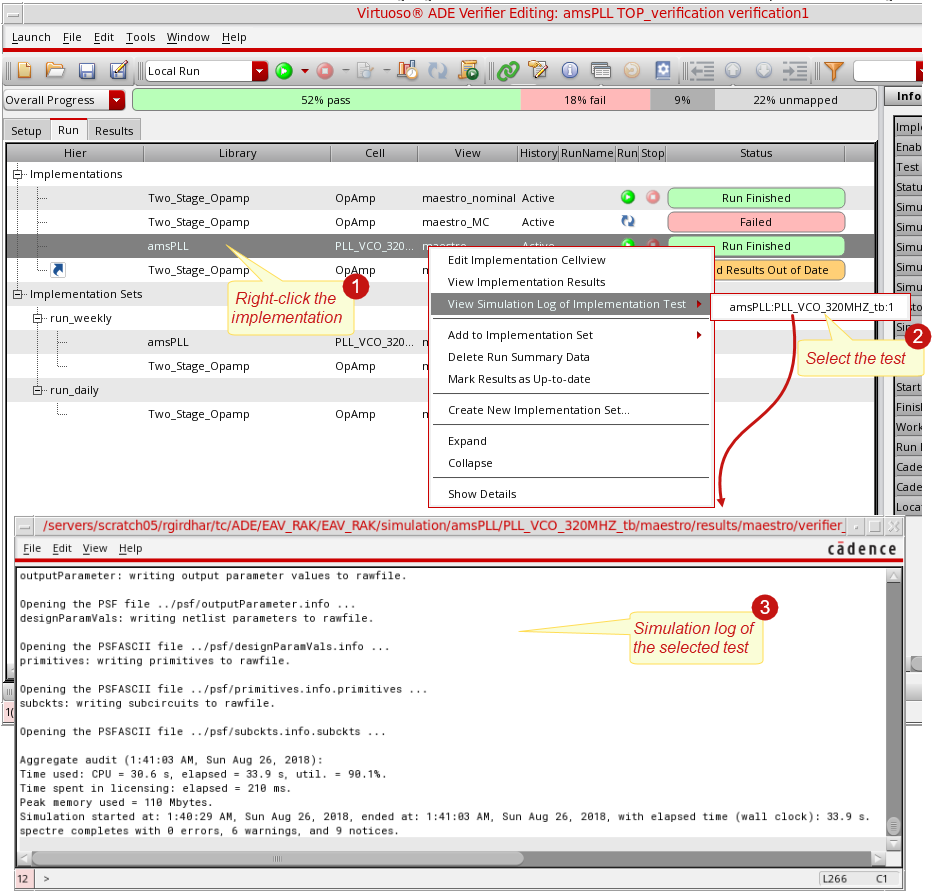 Virtuoso® ADE Verifier Editing: amsPLL TOP_verification verification1
Launch File Edit Tools Window Help
Local Run
Overall Progress 52% pass 18% fail 9% 22% unmapped
Info
Setup Run Results
Hier Library Cell View History RunName Run Stop Status
Implementations
Two_Stage_Opamp OpAmp maestro_nominal Active Run Finished
Two_Stage_Opamp OpAmp maestro_MC Active Failed
amsPLL PLL_VCO_320... maestro Active Run Finished
Two_Stage_Opamp OpAmp d Results Out of Date
Implementation Sets
run_weekly
amsPLL PLL_VCO_320...
Two_Stage_Opamp OpAmp
run_daily
Two_Stage_Opamp OpAmp
Imple
Enab
Test
Statu
Simu
Simu
Simu
Simu
Simu
Start
Finis
Work
Run
Cade
Cade
Loca
1
Right-click the
implementation
Edit Implementation Cellview
View Implementation Results
View Simulation Log of Implementation Test
Add to Implementation Set
Delete Run Summary Data
Mark Results as Up-to-date
Create New Implementation Set...
Expand
Collapse
Show Details
amsPLL:PLL_VCO_320MHZ_tb:1
2
Select the test
/servers/scratch05/rgirdhar/tc/ADE/EAV_RAK/EAV_RAK/simulation/amsPLL/PLL_VCO_320MHZ_tb/maestro/results/maestro/verifier_
File Edit View Help
cādence
outputParameter: writing output parameter values to rawfile.
Opening the PSF file ../psf/outputParameter.info ...
designParamVals: writing netlist parameters to rawfile.
Opening the PSFASCII file ../psf/designParamVals.info ...
primitives: writing primitives to rawfile.
Opening the PSFASCII file ../psf/primitives.info.primitives ...
subckts: writing subcircuits to rawfile.
Opening the PSFASCII file ../psf/subckts.info.subckts ...
Aggregate audit (1:41:03 AM, Sun Aug 26, 2018):
Time used: CPU = 30.6 s, elapsed = 33.9 s, util. = 90.1%.
Time spent in licensing: elapsed = 210 ms.
Peak memory used = 110 Mbytes.
Simulation started at: 1:40:29 AM, Sun Aug 26, 2018, ended at: 1:41:03 AM, Sun Aug 26, 2018, with elapsed time (wall clock): 33.9 s.
spectre completes with 0 errors, 6 warnings, and 9 notices.
3
Simulation log of
the selected test
1(
12 >
L266 C1